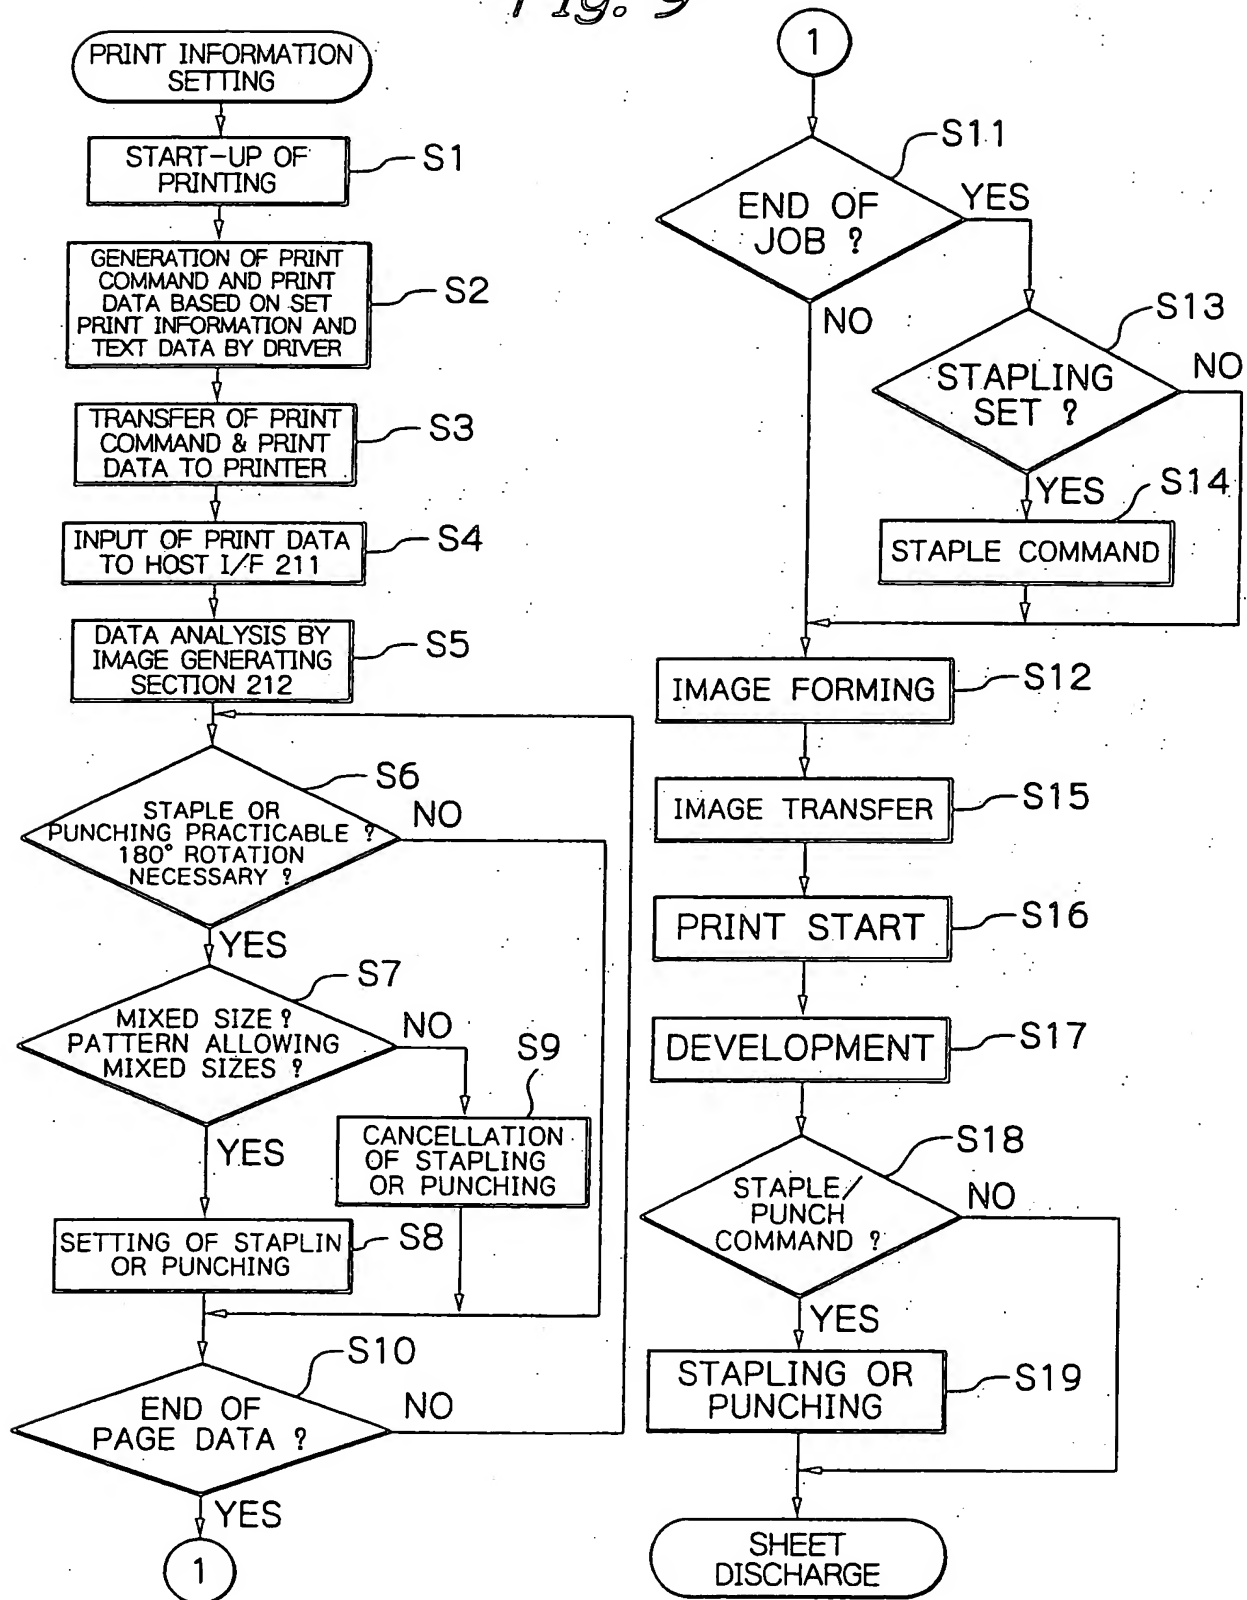 Fig. 9
PRINT INFORMATION
SETTING
START-UP OF
PRINTING
S1
GENERATION OF PRINT
COMMAND AND PRINT
DATA BASED ON SET
PRINT INFORMATION AND
TEXT DATA BY DRIVER
S2
TRANSFER OF PRINT
COMMAND & PRINT
DATA TO PRINTER
S3
INPUT OF PRINT DATA
TO HOST I/F 211
S4
DATA ANALYSIS BY
IMAGE GENERATING
SECTION 212
S5
S6
STAPLE OR
PUNCHING PRACTICABLE ?
180° ROTATION
NECESSARY ?
NO
YES
S7
MIXED SIZE ?
PATTERN ALLOWING
MIXED SIZES ?
NO
YES
S9
CANCELLATION
OF STAPLING
OR PUNCHING
SETTING OF STAPLIN
OR PUNCHING
S8
S10
END OF
PAGE DATA ?
NO
YES
1
1
S11
END OF
JOB ?
YES
NO
S13
STAPLING
SET ?
NO
YES
S14
STAPLE COMMAND
IMAGE FORMING
S12
IMAGE TRANSFER
S15
PRINT START
S16
DEVELOPMENT
S17
S18
STAPLE/
PUNCH
COMMAND ?
NO
YES
STAPLING OR
PUNCHING
S19
SHEET
DISCHARGE